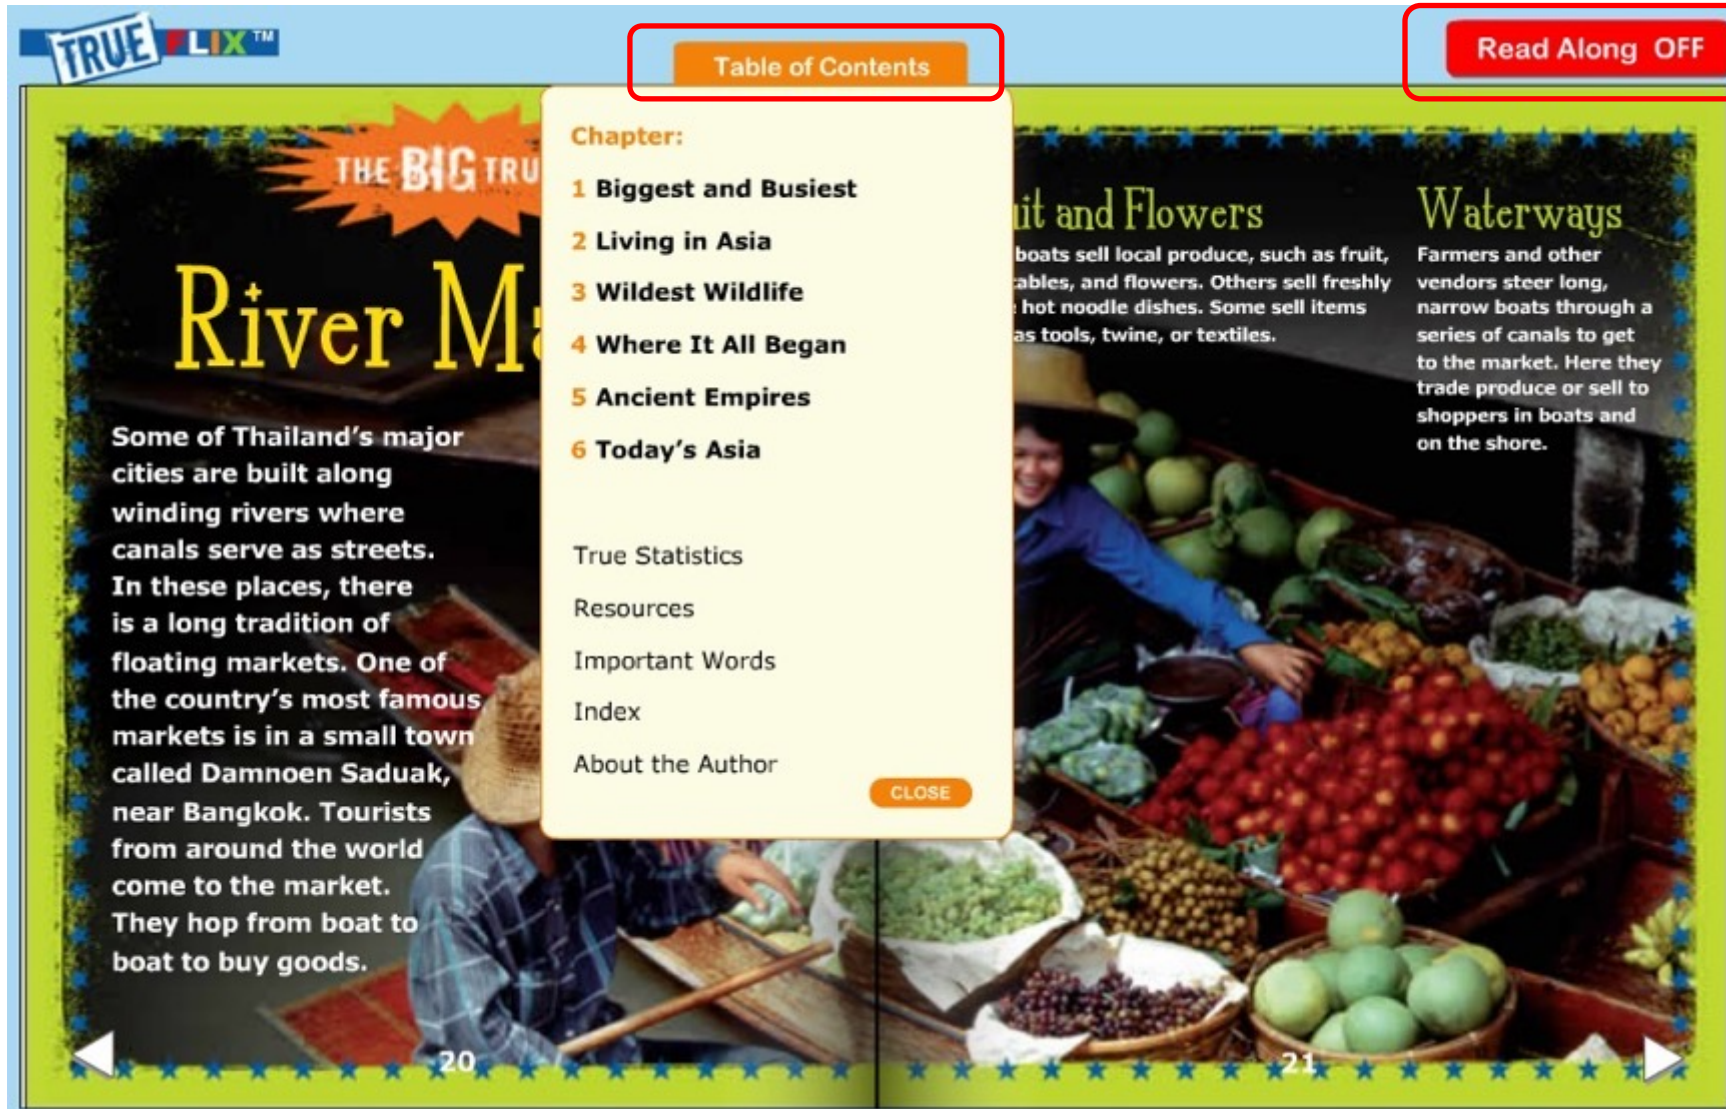 TRUE FLIX™
Table of Contents
Read Along OFF
THE BIG TRU
River M
Some of Thailand's major
cities are built along
winding rivers where
canals serve as streets.
In these places, there
is a long tradition of
floating markets. One of
the country's most famous
markets is in a small town
called Damnoen Saduak,
near Bangkok. Tourists
from around the world
come to the market.
They hop from boat to
boat to buy goods.
20
Chapter:
1 Biggest and Busiest
2 Living in Asia
3 Wildest Wildlife
4 Where It All Began
5 Ancient Empires
6 Today's Asia
True Statistics
Resources
Important Words
Index
About the Author
CLOSE
uit and Flowers
boats sell local produce, such as fruit,
ables, and flowers. Others sell freshly
hot noodle dishes. Some sell items
as tools, twine, or textiles.
Waterways
Farmers and other
vendors steer long,
narrow boats through a
series of canals to get
to the market. Here they
trade produce or sell to
shoppers in boats and
on the shore.
21